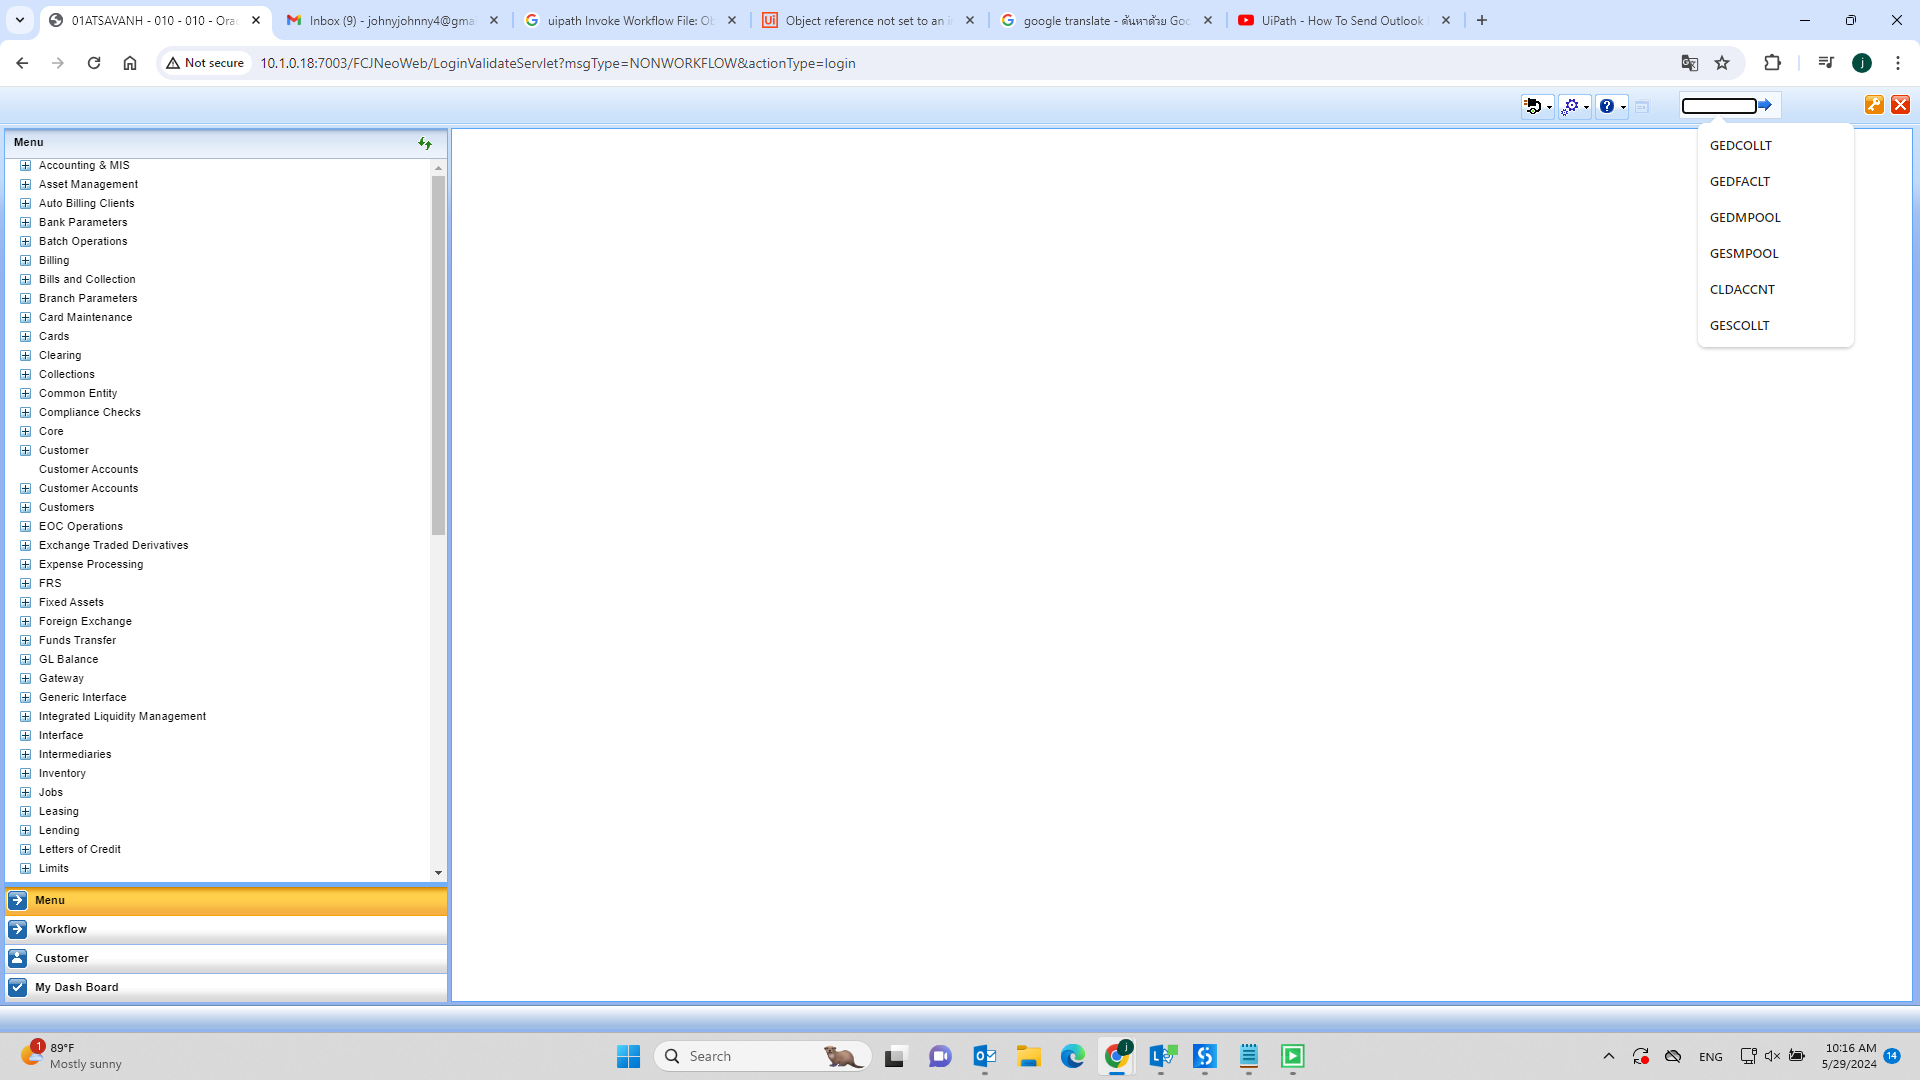 01ATSAVANH - 010 - 010 - Orac
Inbox (9) - johnyjohnny4@gmai
uipath Invoke Workflow File: Ob
Object reference not set to an in
google translate - ค้นหาด้วย Goo
UiPath - How To Send Outlook
Not secure
10.1.0.18:7003/FCJNeoWeb/LoginValidateServlet?msgType=NONWORKFLOW&actionType=login
j
Menu
Accounting & MIS
Asset Management
Auto Billing Clients
Bank Parameters
Batch Operations
Billing
Bills and Collection
Branch Parameters
Card Maintenance
Cards
Clearing
Collections
Common Entity
Compliance Checks
Core
Customer
Customer Accounts
Customer Accounts
Customers
EOC Operations
Exchange Traded Derivatives
Expense Processing
FRS
Fixed Assets
Foreign Exchange
Funds Transfer
GL Balance
Gateway
Generic Interface
Integrated Liquidity Management
Interface
Intermediaries
Inventory
Jobs
Leasing
Lending
Letters of Credit
Limits
Menu
Workflow
Customer
My Dash Board
GEDCOLLT
GEDFACLT
GEDMPOOL
GESMPOOL
CLDACCNT
GESCOLLT
1
89°F
Mostly sunny
Search
j
ENG
10:16 AM
5/29/2024
14